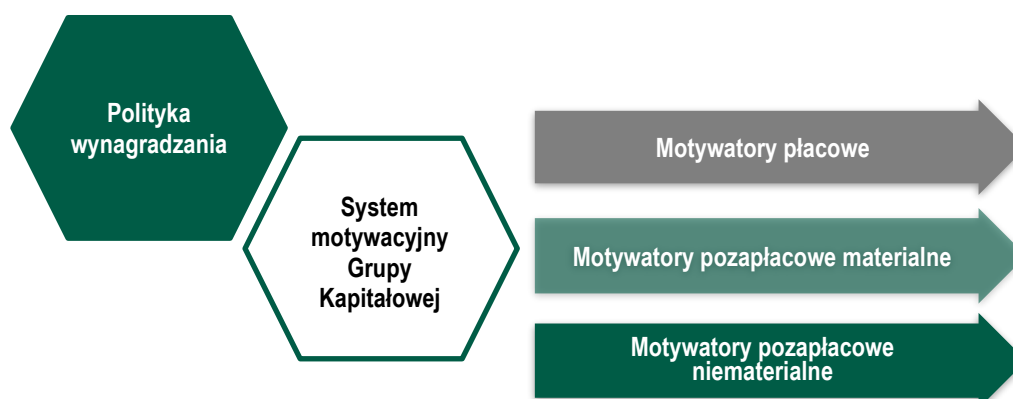 Polityka
wynagradzania
System
motywacyjny
Grupy
Kapitałowej
Motywatory płacowe
Motywatory pozapłacowe materialne
Motywatory pozapłacowe
niematerialne